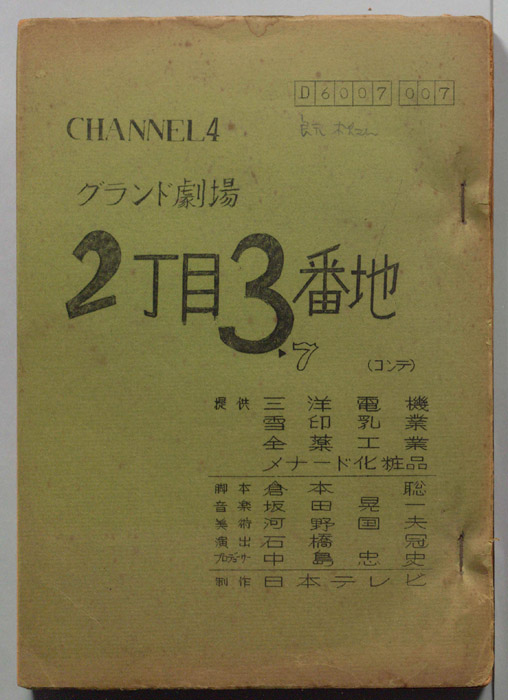 D6007 007
CHANNEL4
グランド劇場
2丁目3番地
7
(コンテ)
提供 三洋電機
雪印乳業
全薬工業
メナード化粧品
脚本 倉本聡
音楽 坂田晃一
美術 河野国夫
演出 石橋冠
プロデューサー 中島忠史
制作 日本テレビ